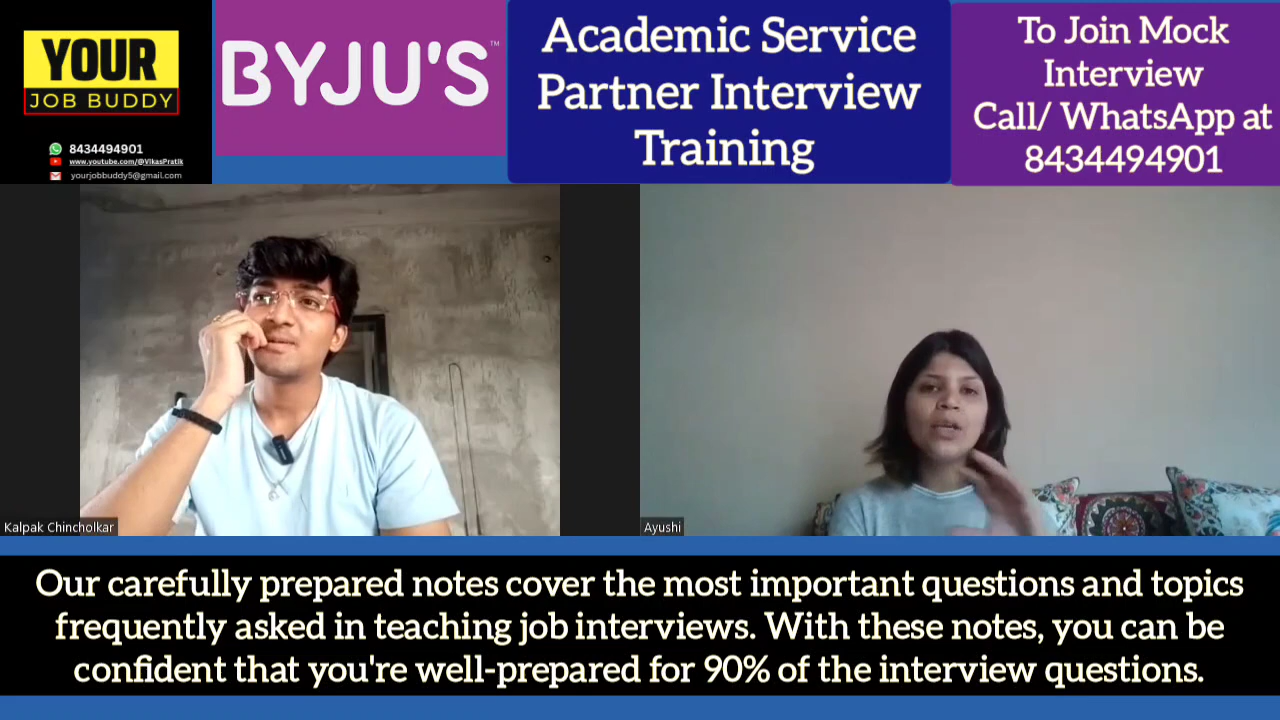 YOUR
JOB BUDDY
8434494901
www.youtube.com/@VikasPratik
yourjobbuddy5@gmail.com
BYJU'S™
Academic Service
Partner Interview
Training
To Join Mock
Interview
Call/ WhatsApp at
8434494901
Kalpak Chincholkar
Ayushi
Our carefully prepared notes cover the most important questions and topics
frequently asked in teaching job interviews. With these notes, you can be
confident that you're well-prepared for 90% of the interview questions.